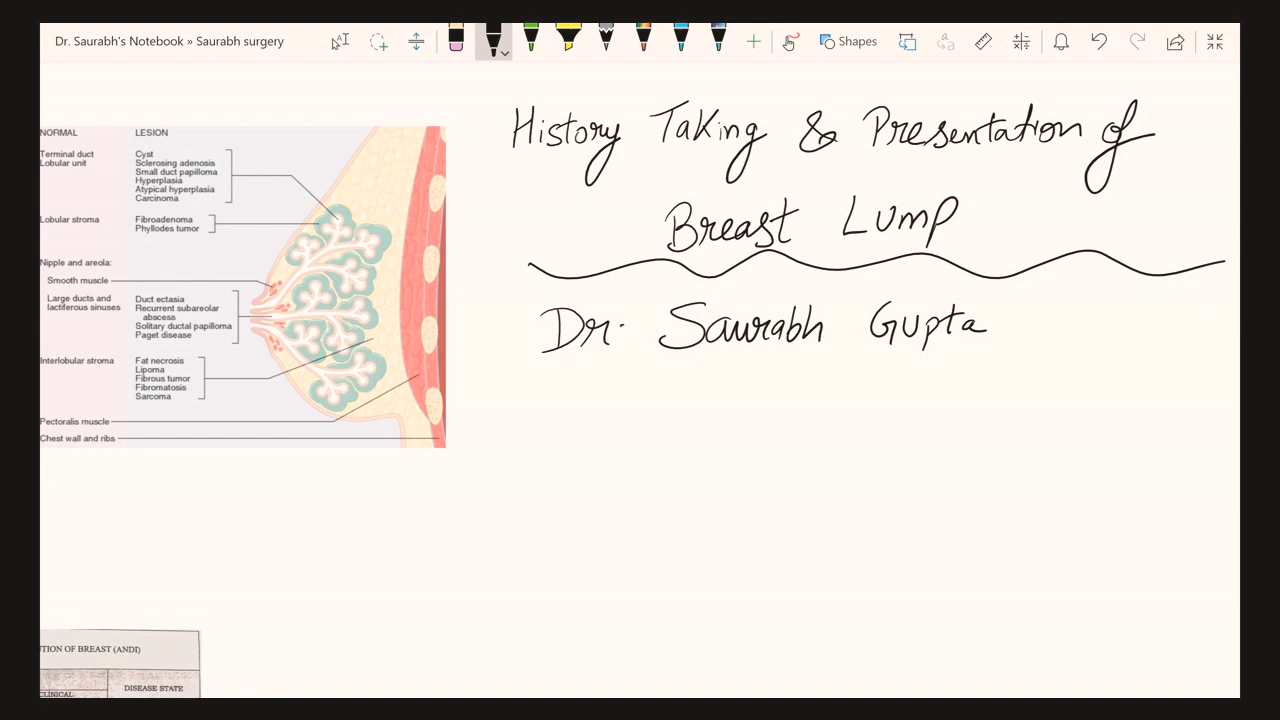 Dr. Saurabh's Notebook » Saurabh surgery
Shapes
History Taking & Presentation of
Breast Lump
Dr. Saurabh Gupta
NORMAL LESION
Terminal duct
Lobular unit
Cyst
Sclerosing adenosis
Small duct papilloma
Hyperplasia
Atypical hyperplasia
Carcinoma
Lobular stroma
Fibroadenoma
Phyllodes tumor
Nipple and areola:
Smooth muscle
Large ducts and
lactiferous sinuses
Duct ectasia
Recurrent subareolar
abscess
Solitary ductal papilloma
Paget disease
Interlobular stroma
Fat necrosis
Lipoma
Fibrous tumor
Fibromatosis
Sarcoma
Pectoralis muscle
Chest wall and ribs
OF BREAST (ANDI)
DISEASE STATE
CLINICAL